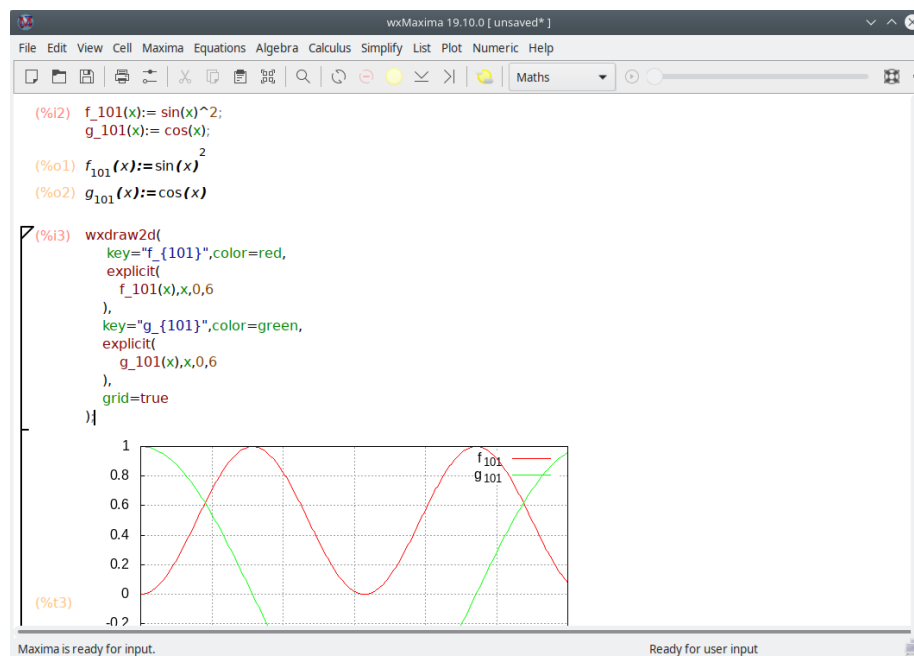 wxMaxima 19.10.0 [ unsaved* ]
File Edit View Cell Maxima Equations Algebra Calculus Simplify List Plot Numeric Help
Maths
(%i2) f_101(x):= sin(x)^2;
g_101(x):= cos(x);
(%o1) f101(x):=sin(x)2
(%o2) g101(x):=cos(x)
(%i3) wxdraw2d(
key="f_{101}",color=red,
explicit(
f_101(x),x,0,6
),
key="g_{101}",color=green,
explicit(
g_101(x),x,0,6
),
grid=true
);
1
f101
0.8
g101
0.6
0.4
0.2
0
(%t3)
-0.2
Maxima is ready for input. Ready for user input